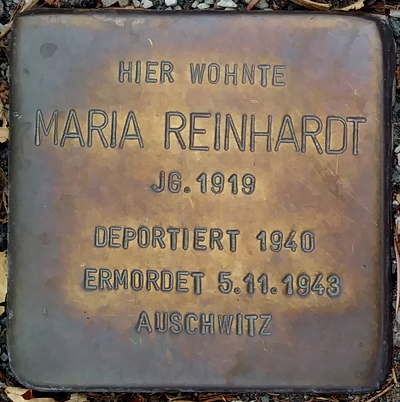 HIER WOHNTE
MARIA REINHARDT
JG. 1919
DEPORTIERT 1940
ERMORDET 5.11.1943
AUSCHWITZ